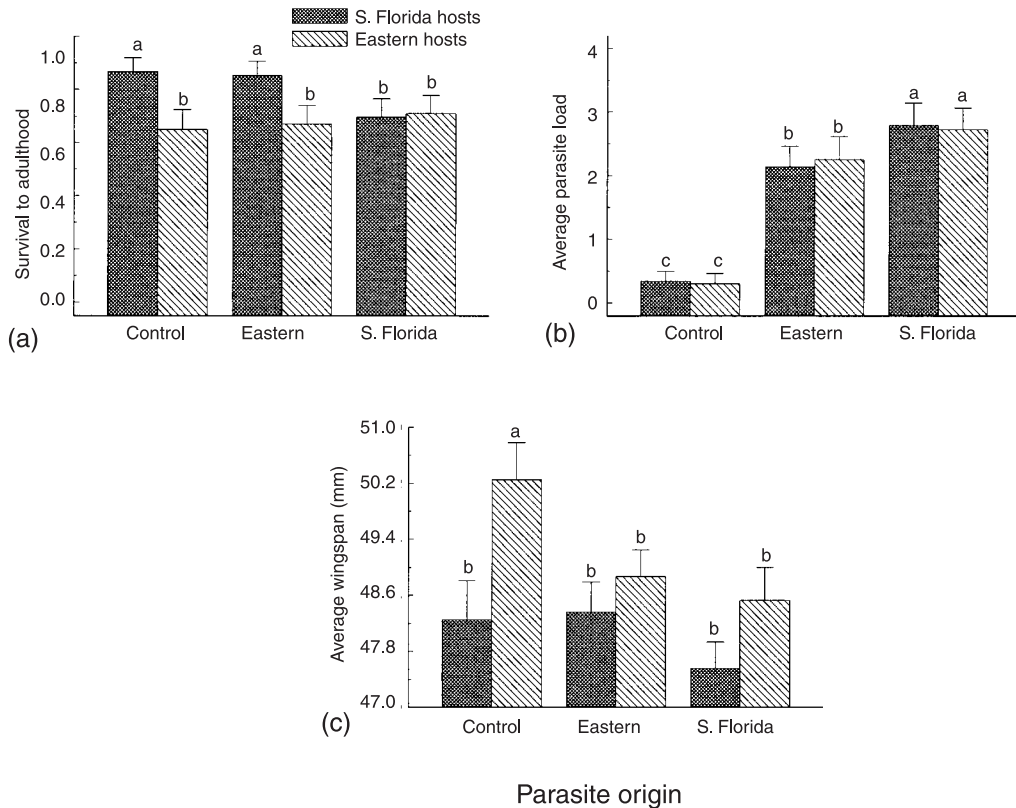 S. Florida hosts
Eastern hosts
Survival to adulthood
1.0
0.8
0.6
0.4
0.2
0.0
a
b
a
b
b
b
Control
Eastern
S. Florida
(a)
Average parasite load
4
3
2
1
0
c
c
b
b
a
a
Control
Eastern
S. Florida
(b)
Average wingspan (mm)
51.0
50.2
49.4
48.6
47.8
47.0
b
a
b
b
b
b
Control
Eastern
S. Florida
(c)
Parasite origin